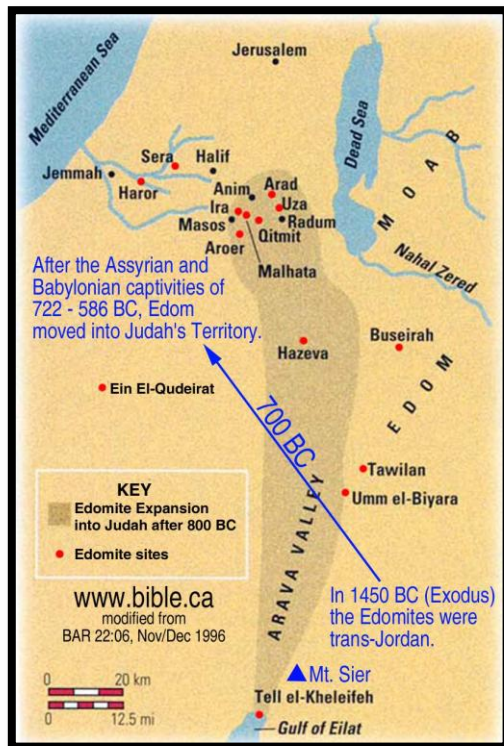 Jerusalem
Mediterranean Sea
Dead Sea
MOAB
Sera
Halif
Jemmah
Haror
Anim
Arad
Ira
Uza
Masos
Radum
Qitmit
Aroer
Malhata
Nahal Zered
After the Assyrian and
Babylonian captivities of
722 - 586 BC, Edom
moved into Judah's Territory.
Hazeva
Buseirah
EDOM
Ein El-Qudeirat
700 BC
Tawilan
Umm el-Biyara
ARAVA VALLEY
KEY
Edomite Expansion
into Judah after 800 BC
Edomite sites
www.bible.ca
modified from
BAR 22:06, Nov/Dec 1996
In 1450 BC (Exodus)
the Edomites were
trans-Jordan.
Mt. Sier
0 20 km
0 12.5 mi
Tell el-Kheleifeh
Gulf of Eilat